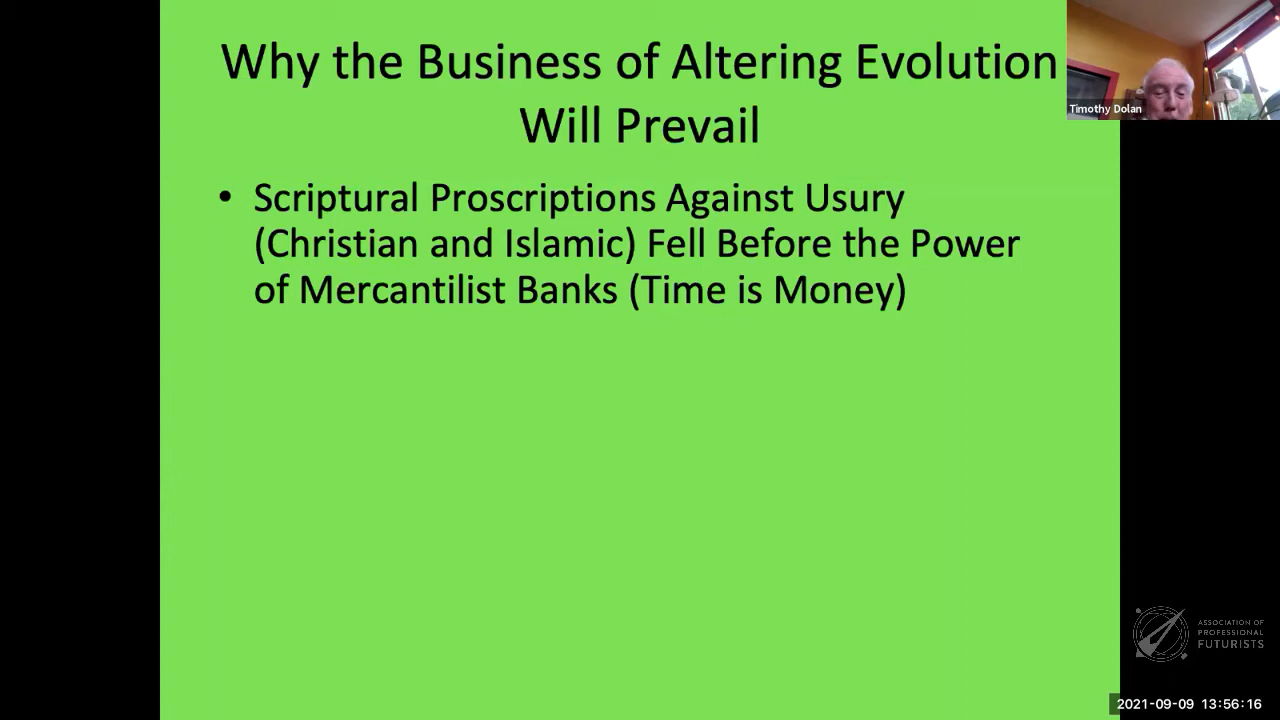 Why the Business of Altering Evolution
Will Prevail
Timothy Dolan
• Scriptural Proscriptions Against Usury
(Christian and Islamic) Fell Before the Power
of Mercantilist Banks (Time is Money)
ASSOCIATION OF
PROFESSIONAL
FUTURISTS
2021-09-09 13:56:16